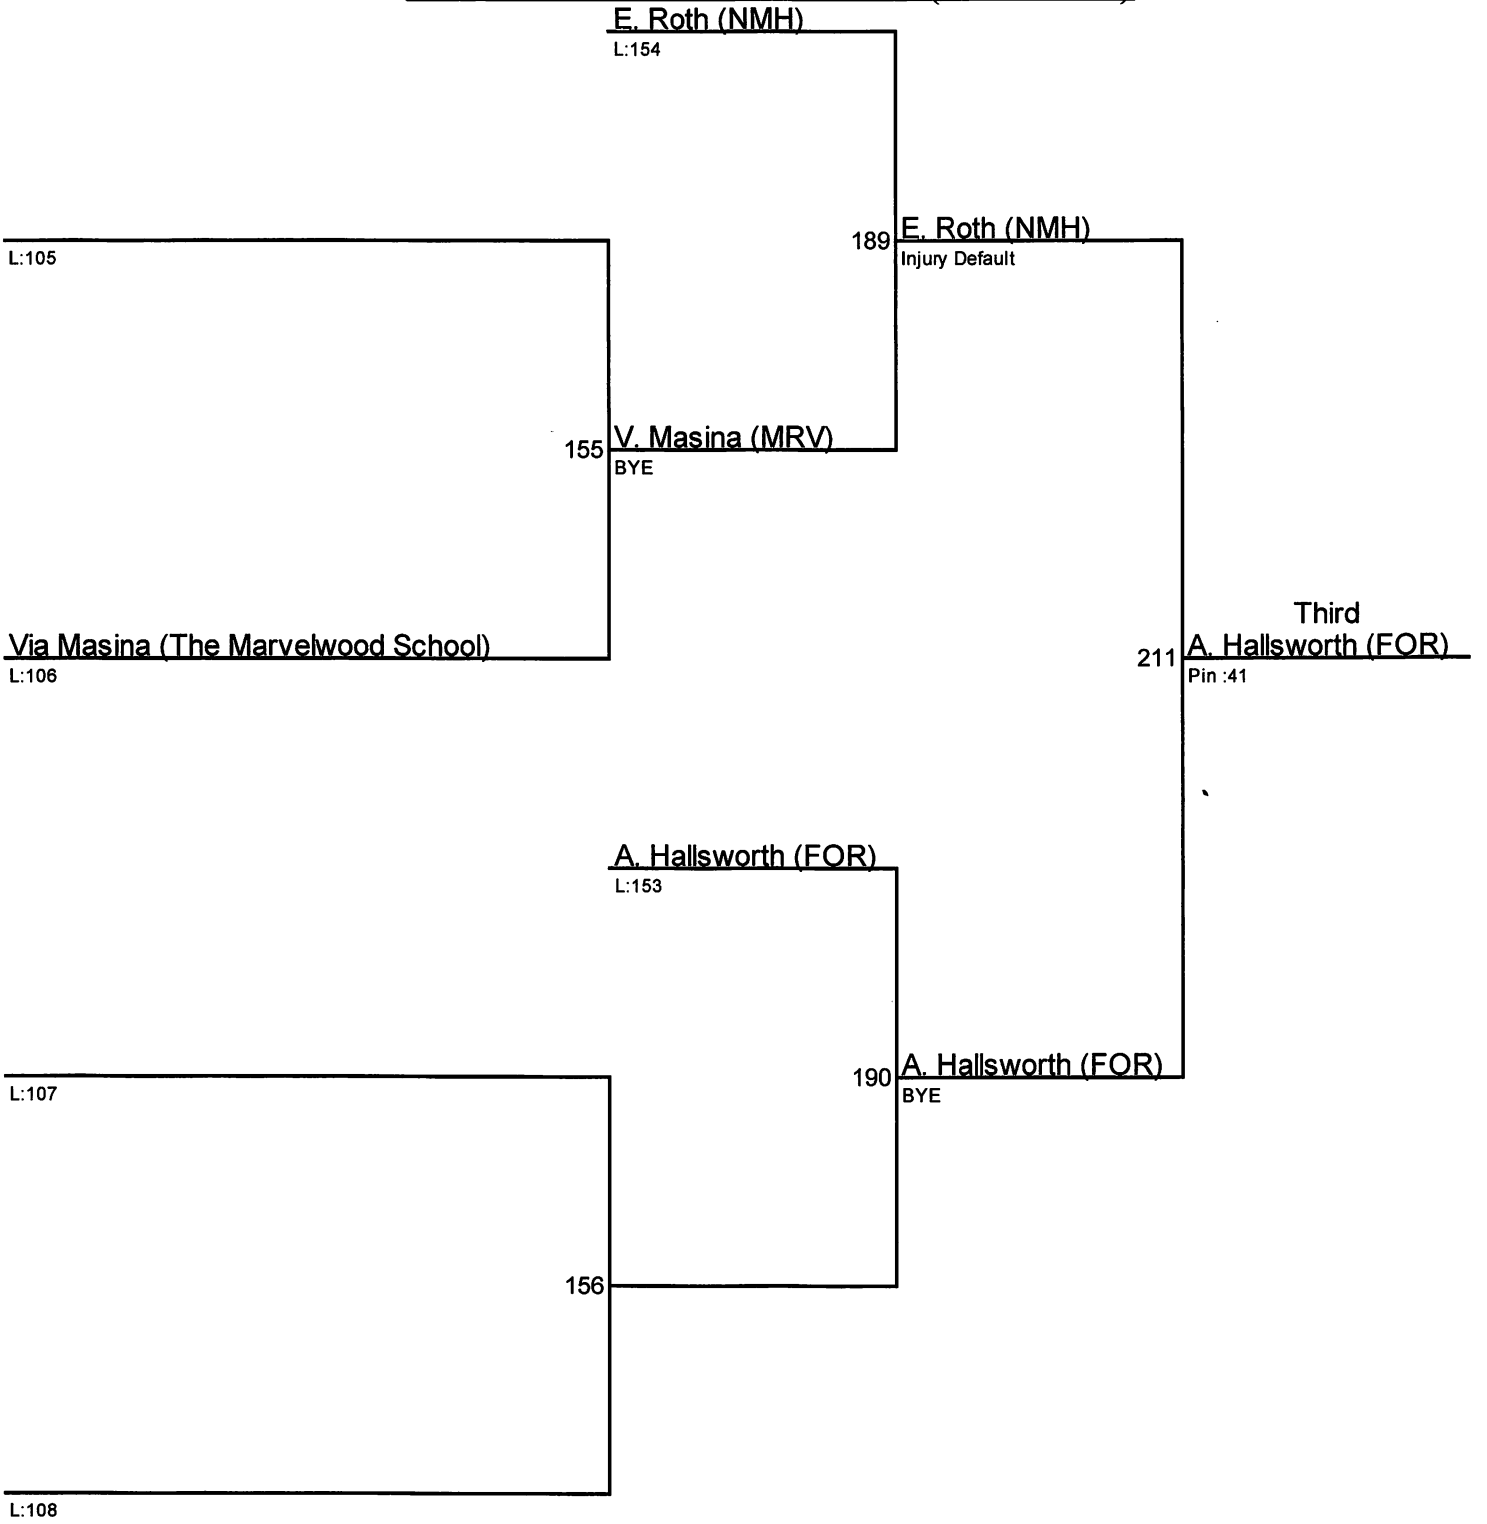 E. Roth (NMH)
L:154
L:105
189
E. Roth (NMH)
Injury Default
155
V. Masina (MRV)
BYE
Via Masina (The Marvelwood School)
L:106
Third
211
A. Hallsworth (FOR)
Pin :41
A. Hallsworth (FOR)
L:153
L:107
190
A. Hallsworth (FOR)
BYE
156
L:108